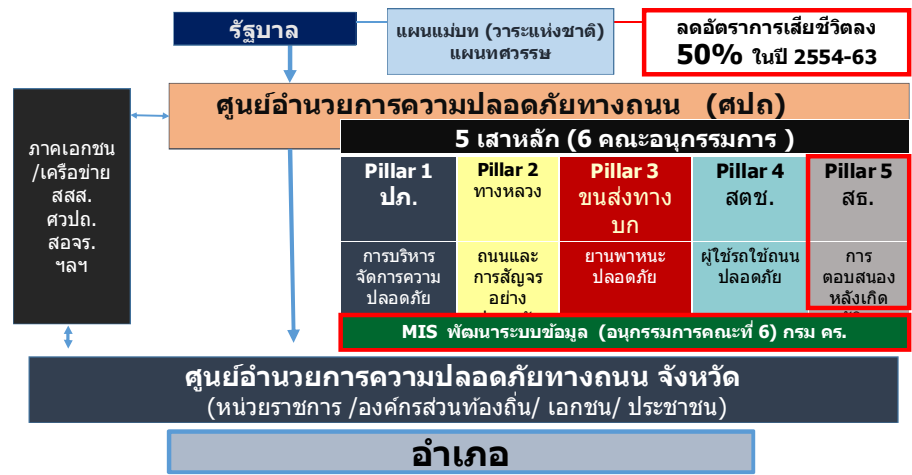 รัฐบาล
แผนแม่บท (วาระแห่งชาติ)
แผนทศวรรษ
ลดอัตราการเสียชีวิตลง
50% ในปี 2554-63
ศูนย์อำนวยการความปลอดภัยทางถนน (ศปถ)
ภาคเอกชน
/เครือข่าย
สสส.
ศวปถ.
สอจร.
ฯลฯ
5 เสาหลัก (6 คณะอนุกรรมการ )
Pillar 1
ปภ.
Pillar 2
ทางหลวง
Pillar 3
ขนส่งทาง
บก
Pillar 4
สตช.
Pillar 5
สธ.
การบริหาร
จัดการความ
ปลอดภัย
ถนนและ
การสัญจร
อย่าง
ยานพาหนะ
ปลอดภัย
ผู้ใช้รถใช้ถนน
ปลอดภัย
การ
ตอบสนอง
หลังเกิด
MIS พัฒนาระบบข้อมูล (อนุกรรมการคณะที่ 6) กรม คร.
ศูนย์อำนวยการความปลอดภัยทางถนน จังหวัด
(หน่วยราชการ /องค์กรส่วนท้องถิ่น/ เอกชน/ ประชาชน)
อำเภอ